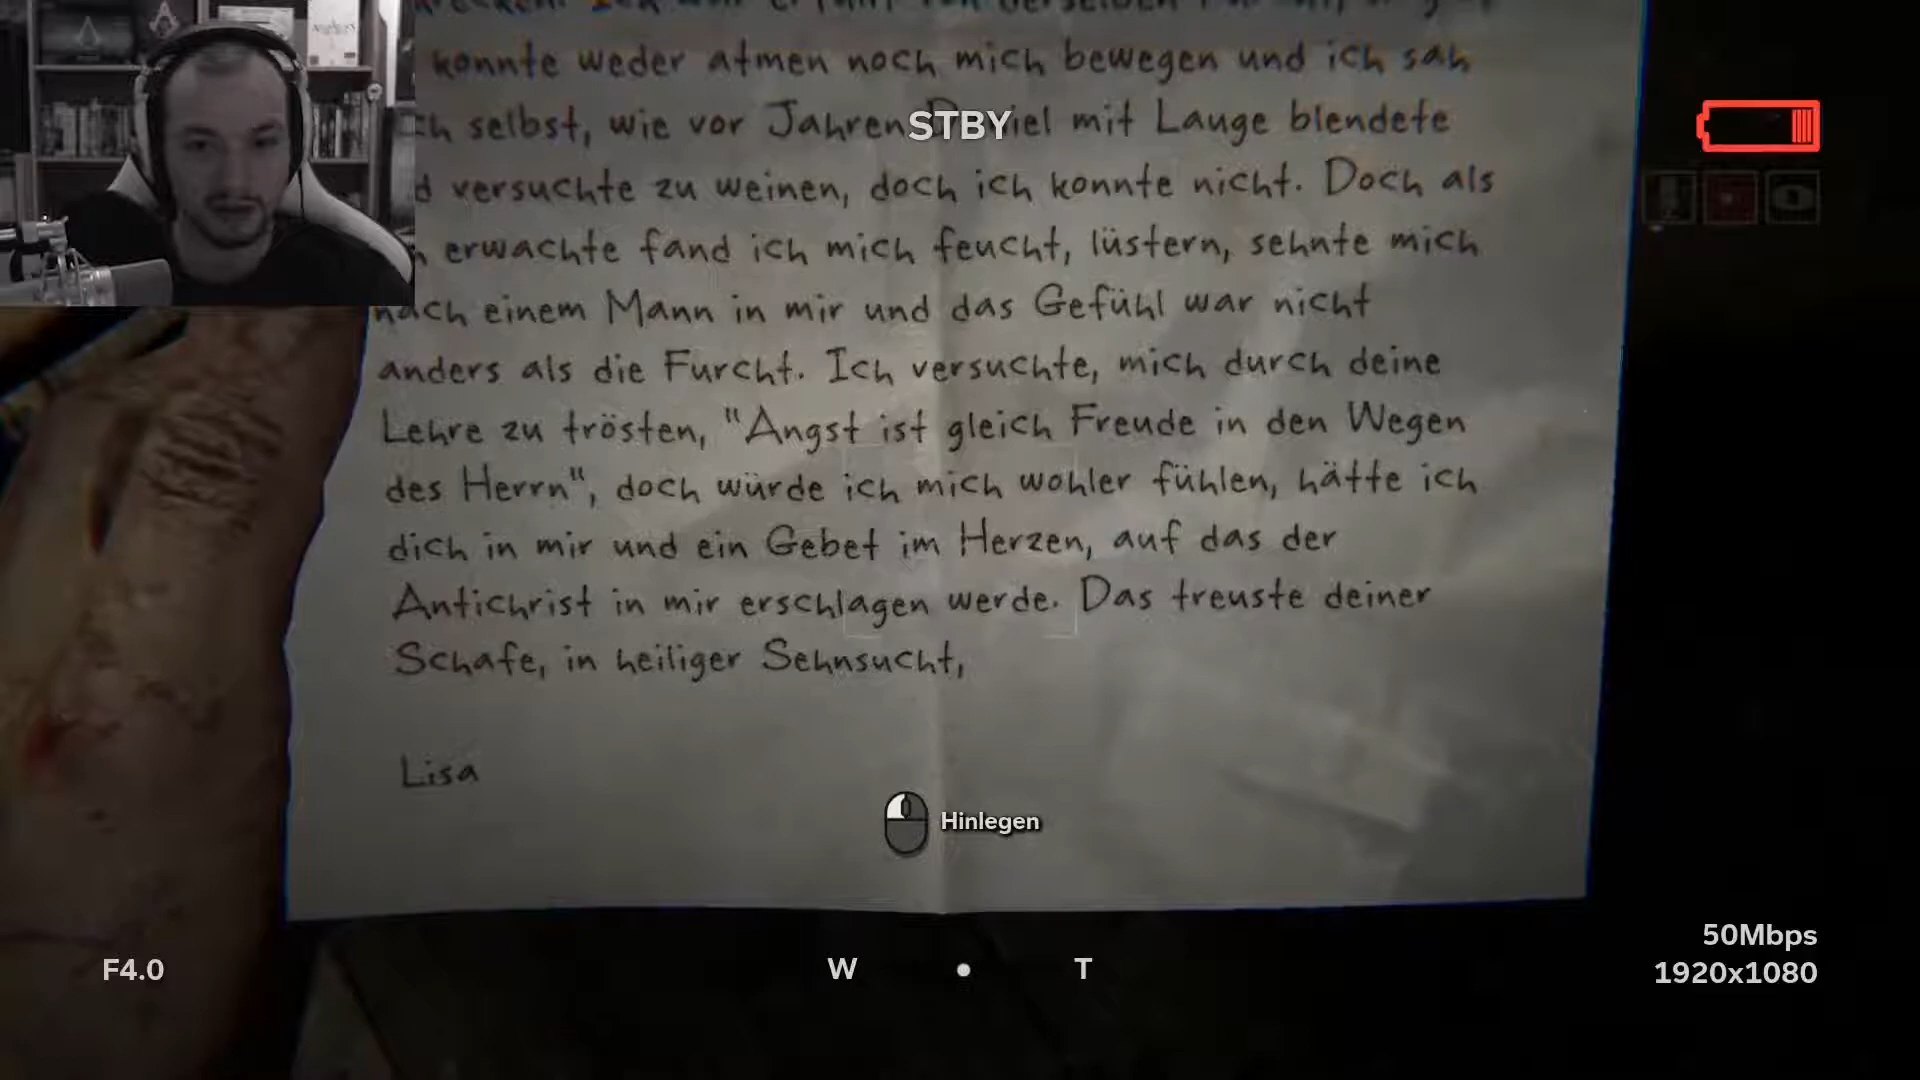 konnte weder atmen noch mich bewegen und ich sah
selbst, wie vor Jahren mit Lauge blendete
STBY
versuchte zu weinen, doch ich konnte nicht. Doch als
erwachte fand ich mich feucht, lüstern, sehnte mich
nach einem Mann in mir und das Gefühl war nicht
anders als die Furcht. Ich versuchte, mich durch deine
Lehre zu trösten, "Angst ist gleich Freude in den Wegen
des Herrn", doch würde ich mich wohler fühlen, hätte ich
dich in mir und ein Gebet im Herzen, auf das der
Antichrist in mir erschlagen werde. Das treuste deiner
Schafe, in heiliger Sehnsucht,
Lisa
Hinlegen
50Mbps
F4.0 W T 1920x1080